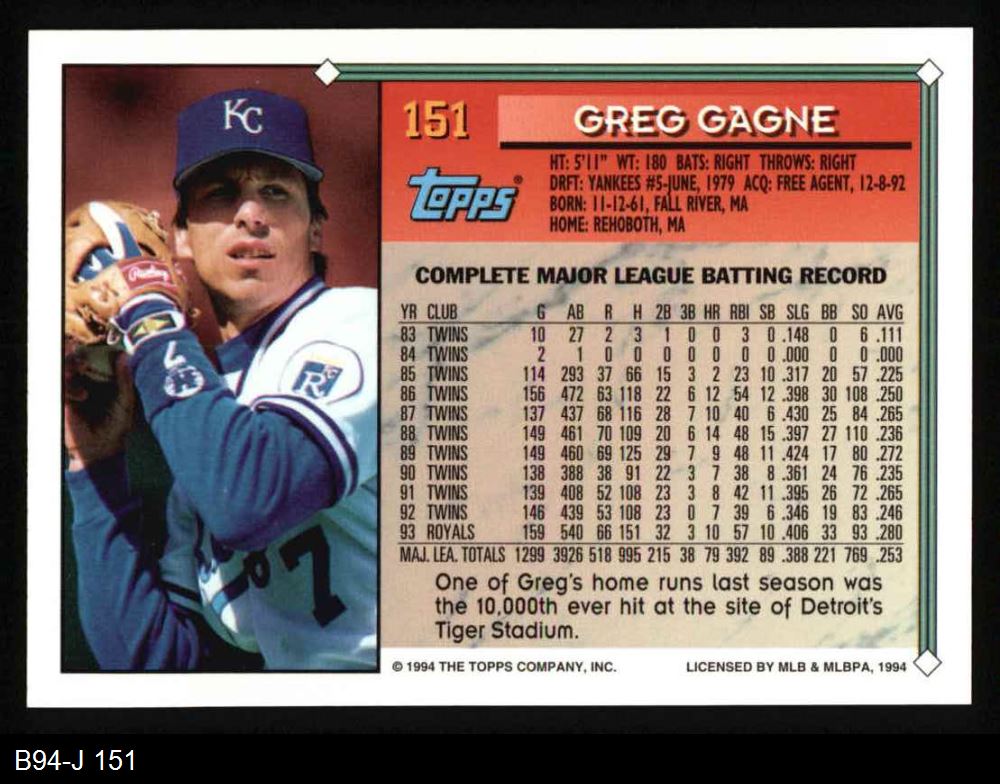 KC
Rawlings
R KC
7
151
GREG GAGNE
TOPPS®
HT: 5'11" WT: 180 BATS: RIGHT THROWS: RIGHT
DRFT: YANKEES #5-JUNE, 1979 ACQ: FREE AGENT, 12-8-92
BORN: 11-12-61, FALL RIVER, MA
HOME: REHOBOTH, MA
COMPLETE MAJOR LEAGUE BATTING RECORD
YR CLUB G AB R H 2B 3B HR RBI SB SLG BB SO AVG
83 TWINS 10 27 2 3 1 0 0 3 0 .148 0 6 .111
84 TWINS 2 1 0 0 0 0 0 0 0 .000 0 0 .000
85 TWINS 114 293 37 66 15 3 2 23 10 .317 20 57 .225
86 TWINS 156 472 63 118 22 6 12 54 12 .398 30 108 .250
87 TWINS 137 437 68 116 28 7 10 40 6 .430 25 84 .265
88 TWINS 149 461 70 109 20 6 14 48 15 .397 27 110 .236
89 TWINS 149 460 69 125 29 7 9 48 11 .424 17 80 .272
90 TWINS 138 388 38 91 22 3 7 38 8 .361 24 76 .235
91 TWINS 139 408 52 108 23 3 8 42 11 .395 26 72 .265
92 TWINS 146 439 53 108 23 0 7 39 6 .346 19 83 .246
93 ROYALS 159 540 66 151 32 3 10 57 10 .406 33 93 .280
MAJ. LEA. TOTALS 1299 3926 518 995 215 38 79 392 89 .388 221 769 .253
One of Greg's home runs last season was
the 10,000th ever hit at the site of Detroit's
Tiger Stadium.
© 1994 THE TOPPS COMPANY, INC. LICENSED BY MLB & MLBPA, 1994
B94-J 151